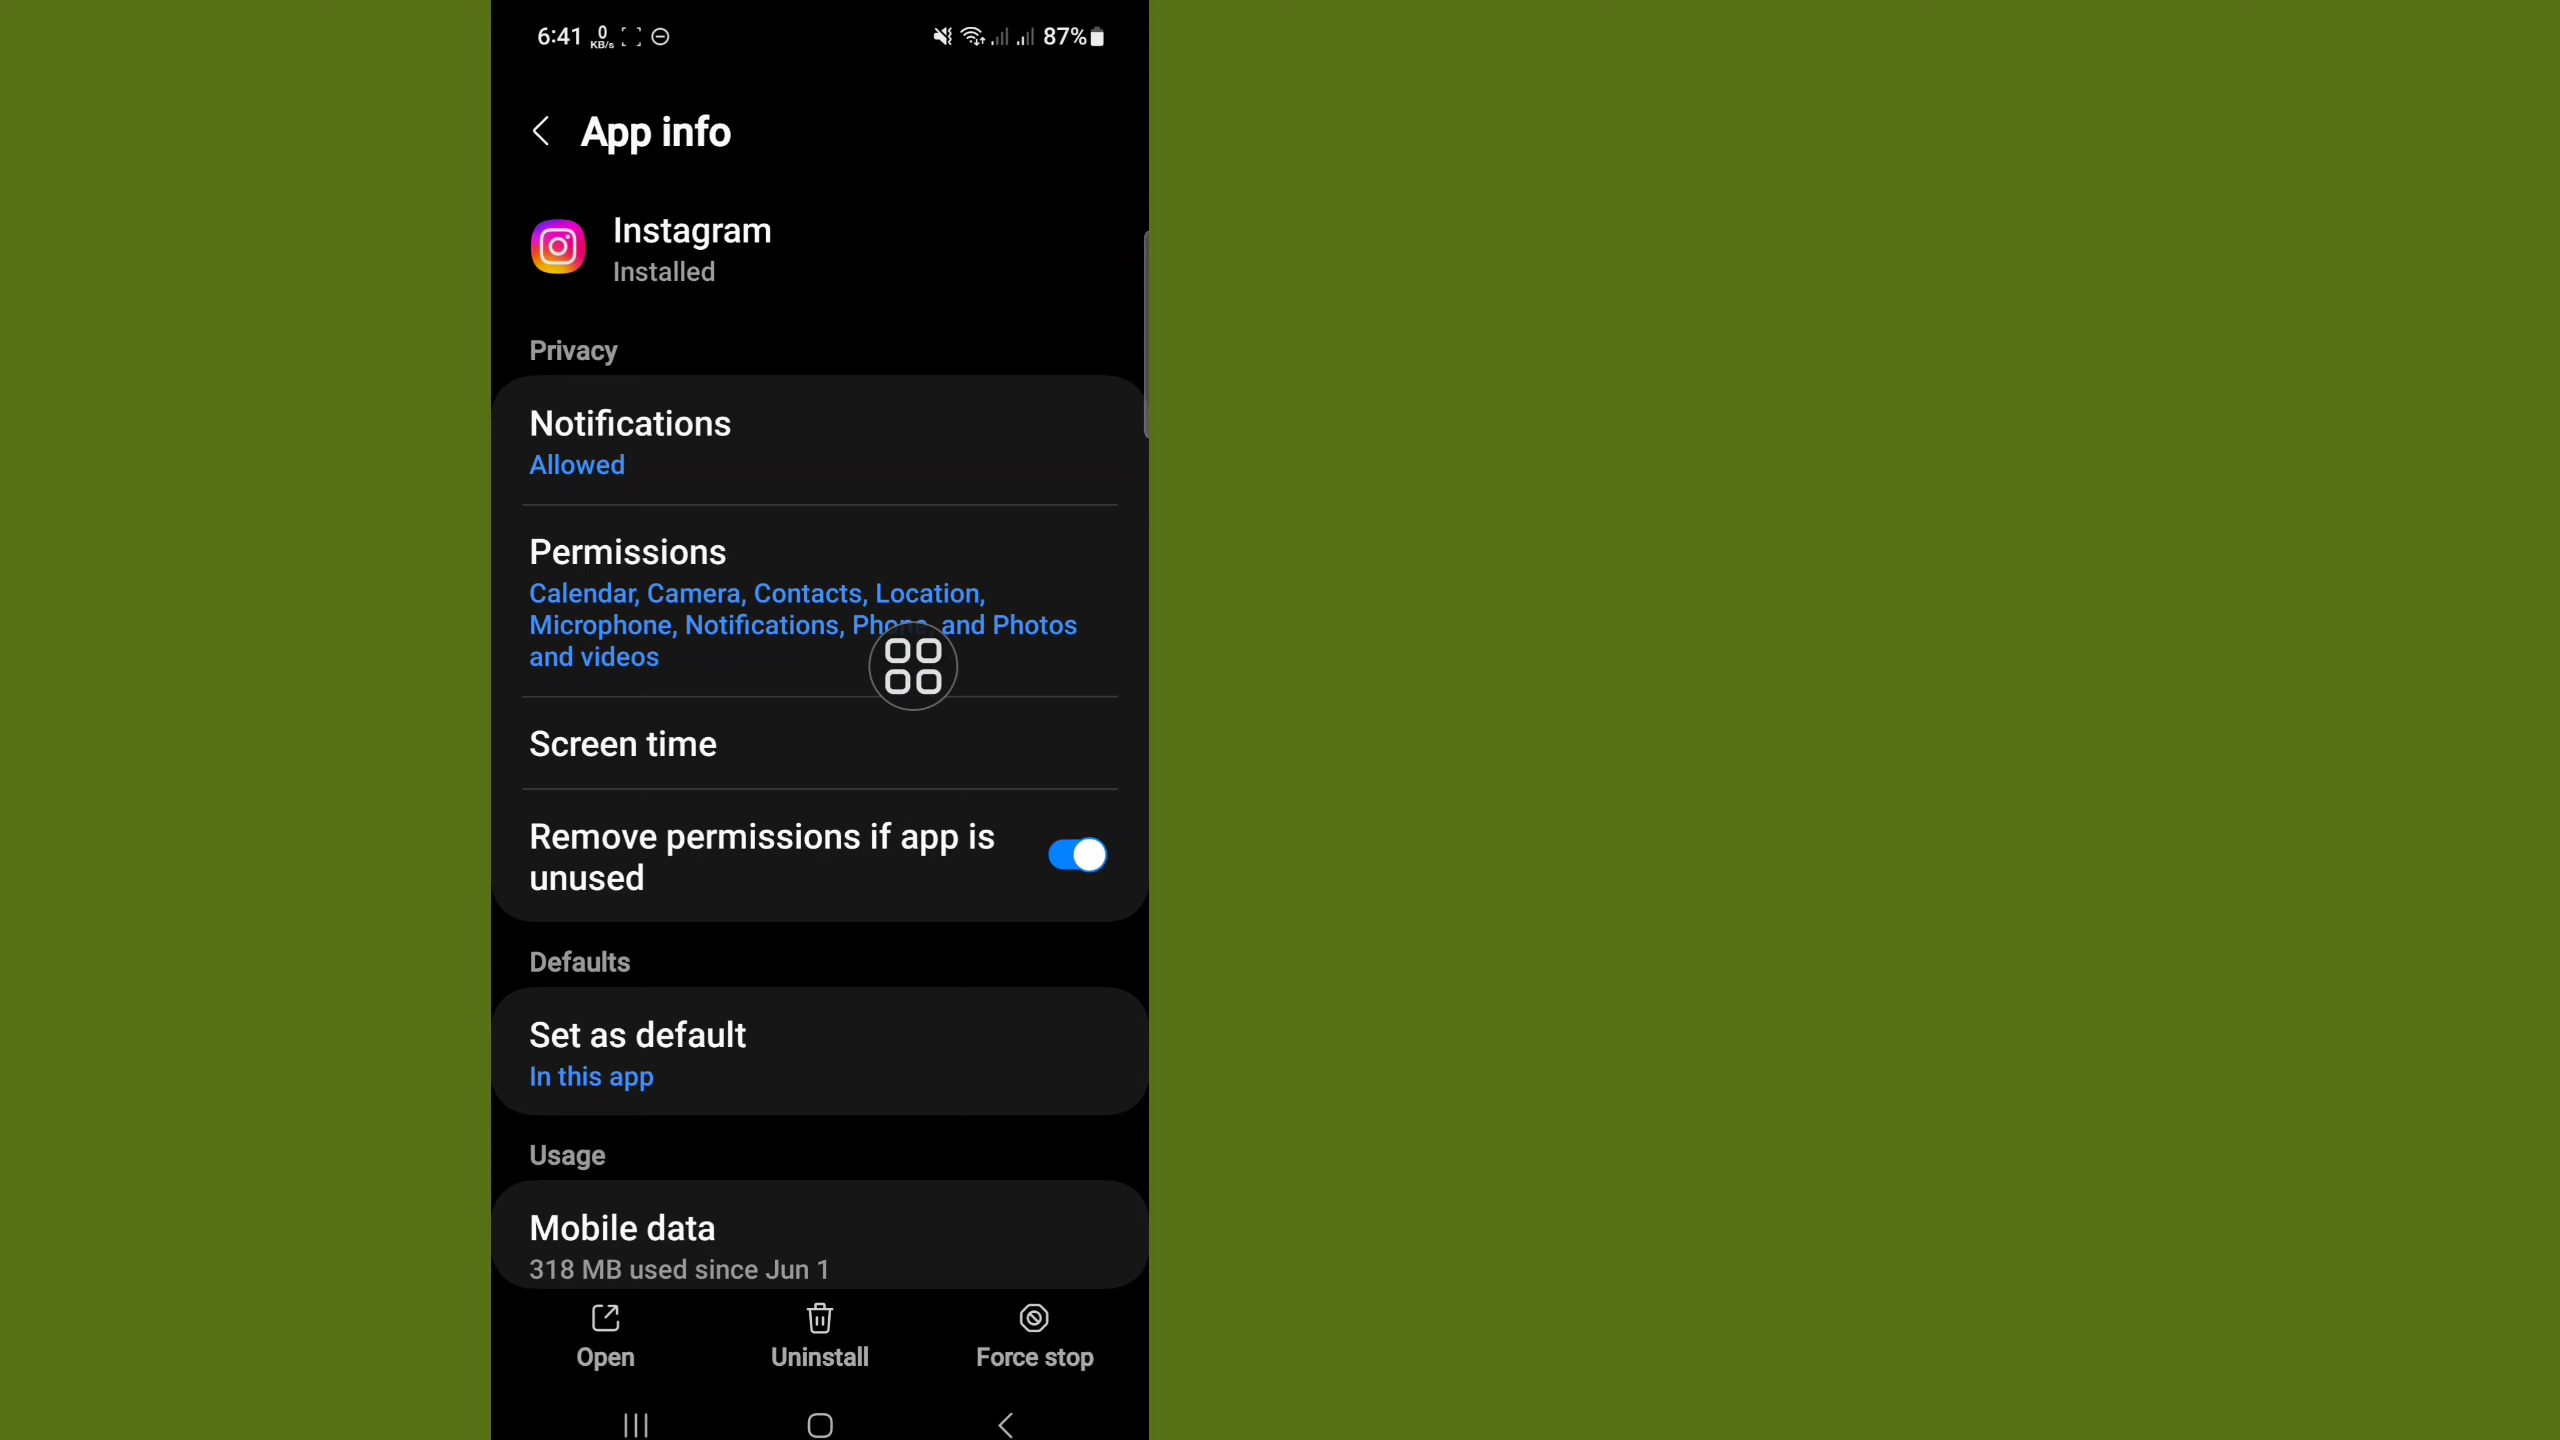 6:41 0 KB/s 87%
App info
Instagram
Installed
Privacy
Notifications
Allowed
Permissions
Calendar, Camera, Contacts, Location,
Microphone, Notifications, Phone, and Photos
and videos
Screen time
Remove permissions if app is
unused
Defaults
Set as default
In this app
Usage
Mobile data
318 MB used since Jun 1
Open Uninstall Force stop